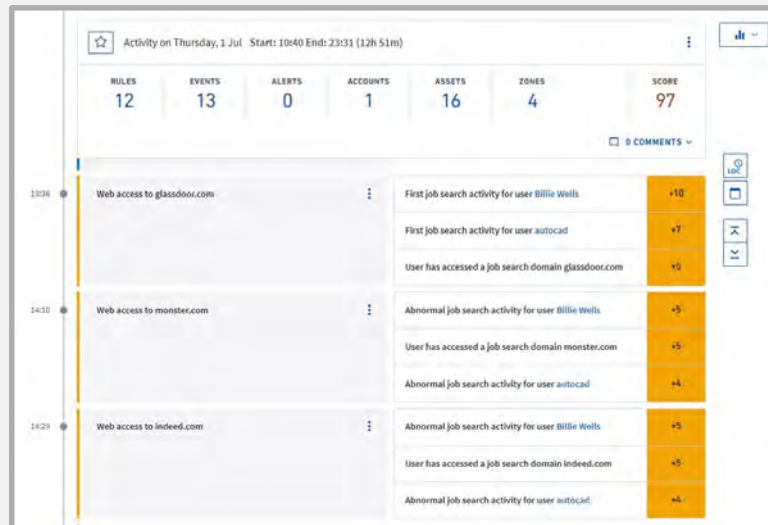 Activity on Thursday, 1 Jul Start: 10:40 End: 23:31 (12h 51m)
RULES EVENTS ALERTS ACCOUNTS ASSETS ZONES SCORE
12 13 0 1 16 4 97
0 COMMENTS
LOC
13:36 Web access to glassdoor.com First job search activity for user Billie Wells +10
First job search activity for user autocad +7
User has accessed a job search domain glassdoor.com +5
14:10 Web access to monster.com Abnormal job search activity for user Billie Wells +5
User has accessed a job search domain monster.com +5
Abnormal job search activity for user autocad +4
14:29 Web access to indeed.com Abnormal job search activity for user Billie Wells +5
User has accessed a job search domain indeed.com +5
Abnormal job search activity for user autocad +4